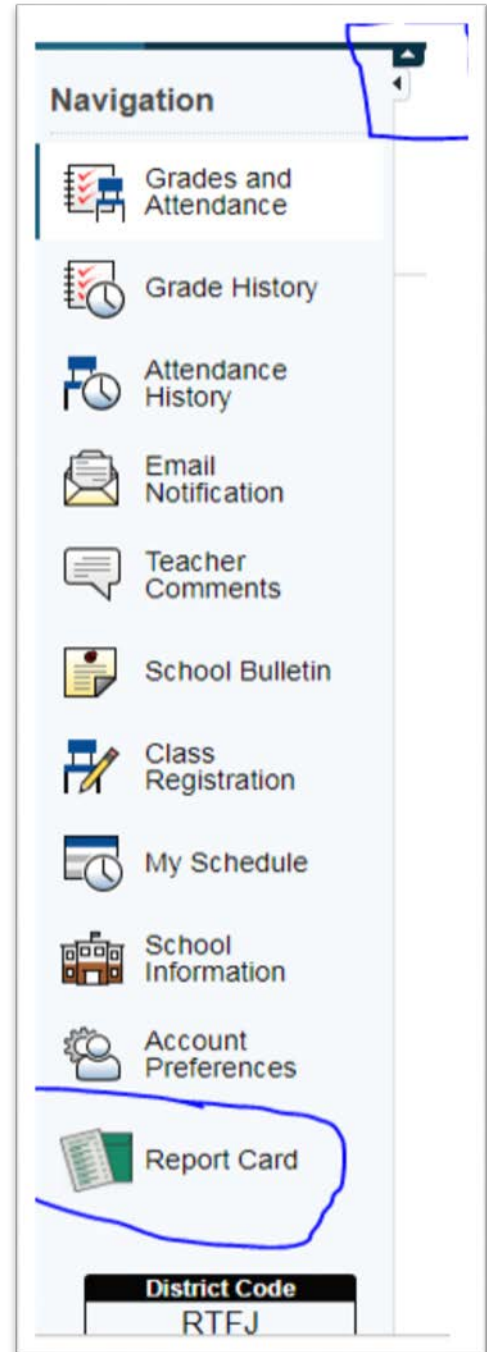 Navigation
Grades and
Attendance
Grade History
Attendance
History
Email
Notification
Teacher
Comments
School Bulletin
Class
Registration
My Schedule
School
Information
Account
Preferences
Report Card
District Code
RTFJ